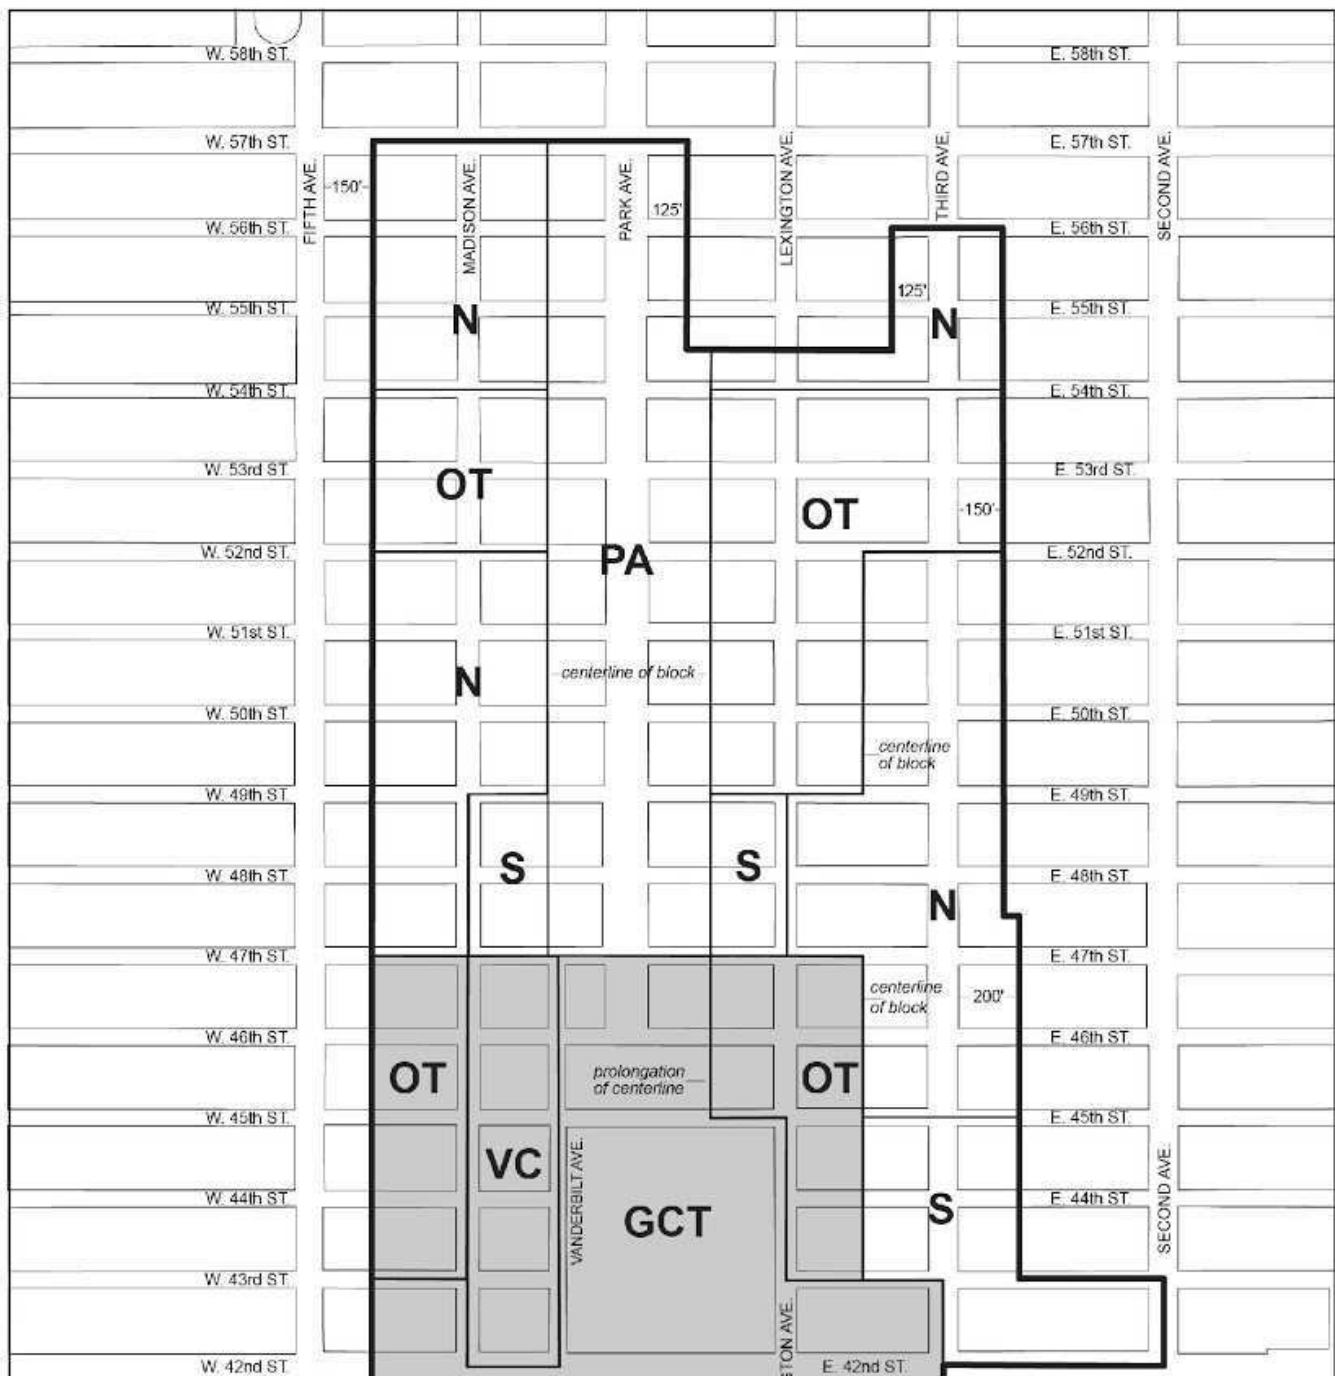 W. 58th ST.
E. 58th ST.
W. 57th ST.
E. 57th ST.
FIFTH AVE.
-150'-
MADISON AVE.
PARK AVE.
125'
LEXINGTON AVE.
THIRD AVE.
SECOND AVE.
W. 56th ST.
E. 56th ST.
125'
W. 55th ST.
E. 55th ST.
N
N
W. 54th ST.
E. 54th ST.
W. 53rd ST.
E. 53rd ST.
OT
OT
-150'-
W. 52nd ST.
PA
E. 52nd ST.
W. 51st ST.
E. 51st ST.
N
centerline of block
W. 50th ST.
E. 50th ST.
centerline
of block
W. 49th ST.
E. 49th ST.
S
S
W. 48th ST.
E. 48th ST.
N
W. 47th ST.
E. 47th ST.
centerline
of block
200'
W. 46th ST.
E. 46th ST.
OT
prolongation
of centerline
OT
W. 45th ST.
E. 45th ST.
VC
VANDERBILT AVE.
SECOND AVE.
W. 44th ST.
E. 44th ST.
GCT
S
W. 43rd ST.
E. 43rd ST.
GTON AVE.
W. 42nd ST.
E. 42nd ST.